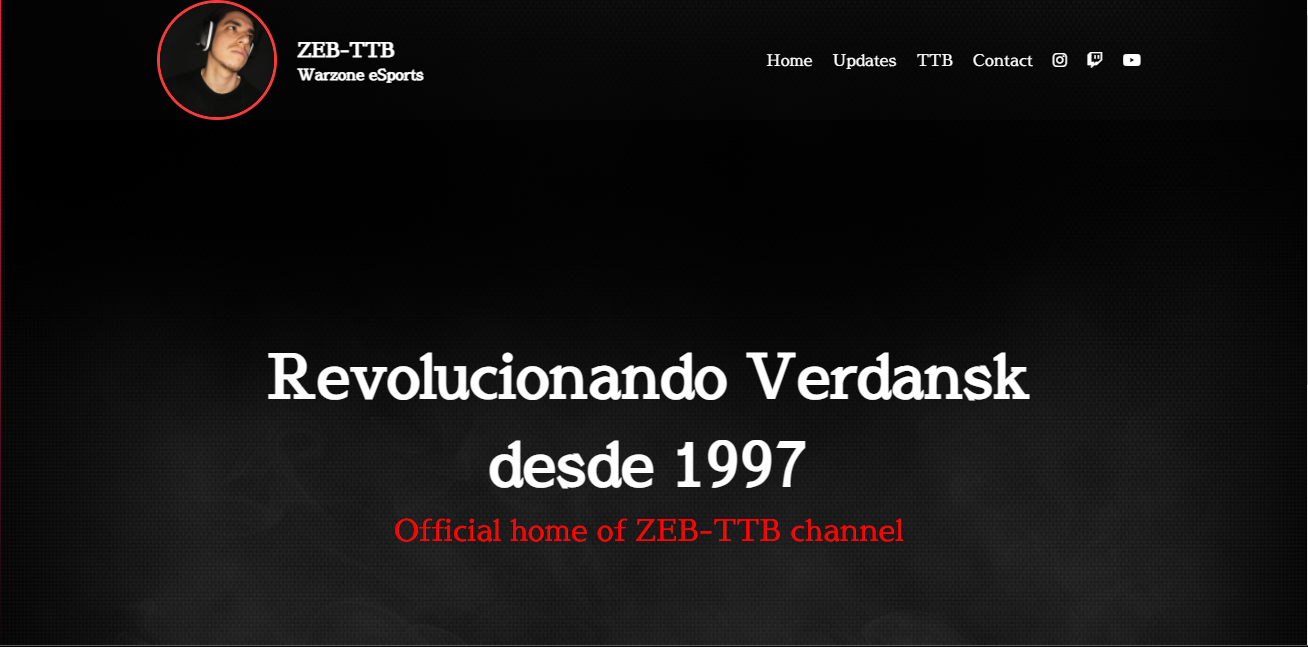 ZEB-TTB
Warzone eSports
Home Updates TTB Contact
Revolucionando Verdansk
desde 1997
Official home of ZEB-TTB channel